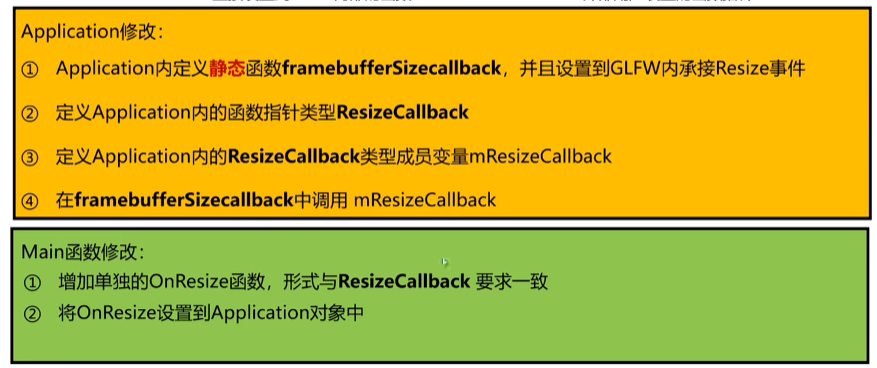 Application修改：
① Application内定义静态函数framebufferSizecallback，并且设置到GLFW内承接Resize事件
② 定义Application内的函数指针类型ResizeCallback
③ 定义Application内的ResizeCallback类型成员变量mResizeCallback
④ 在framebufferSizecallback中调用 mResizeCallback
Main函数修改：
① 增加单独的OnResize函数，形式与ResizeCallback 要求一致
② 将OnResize设置到Application对象中